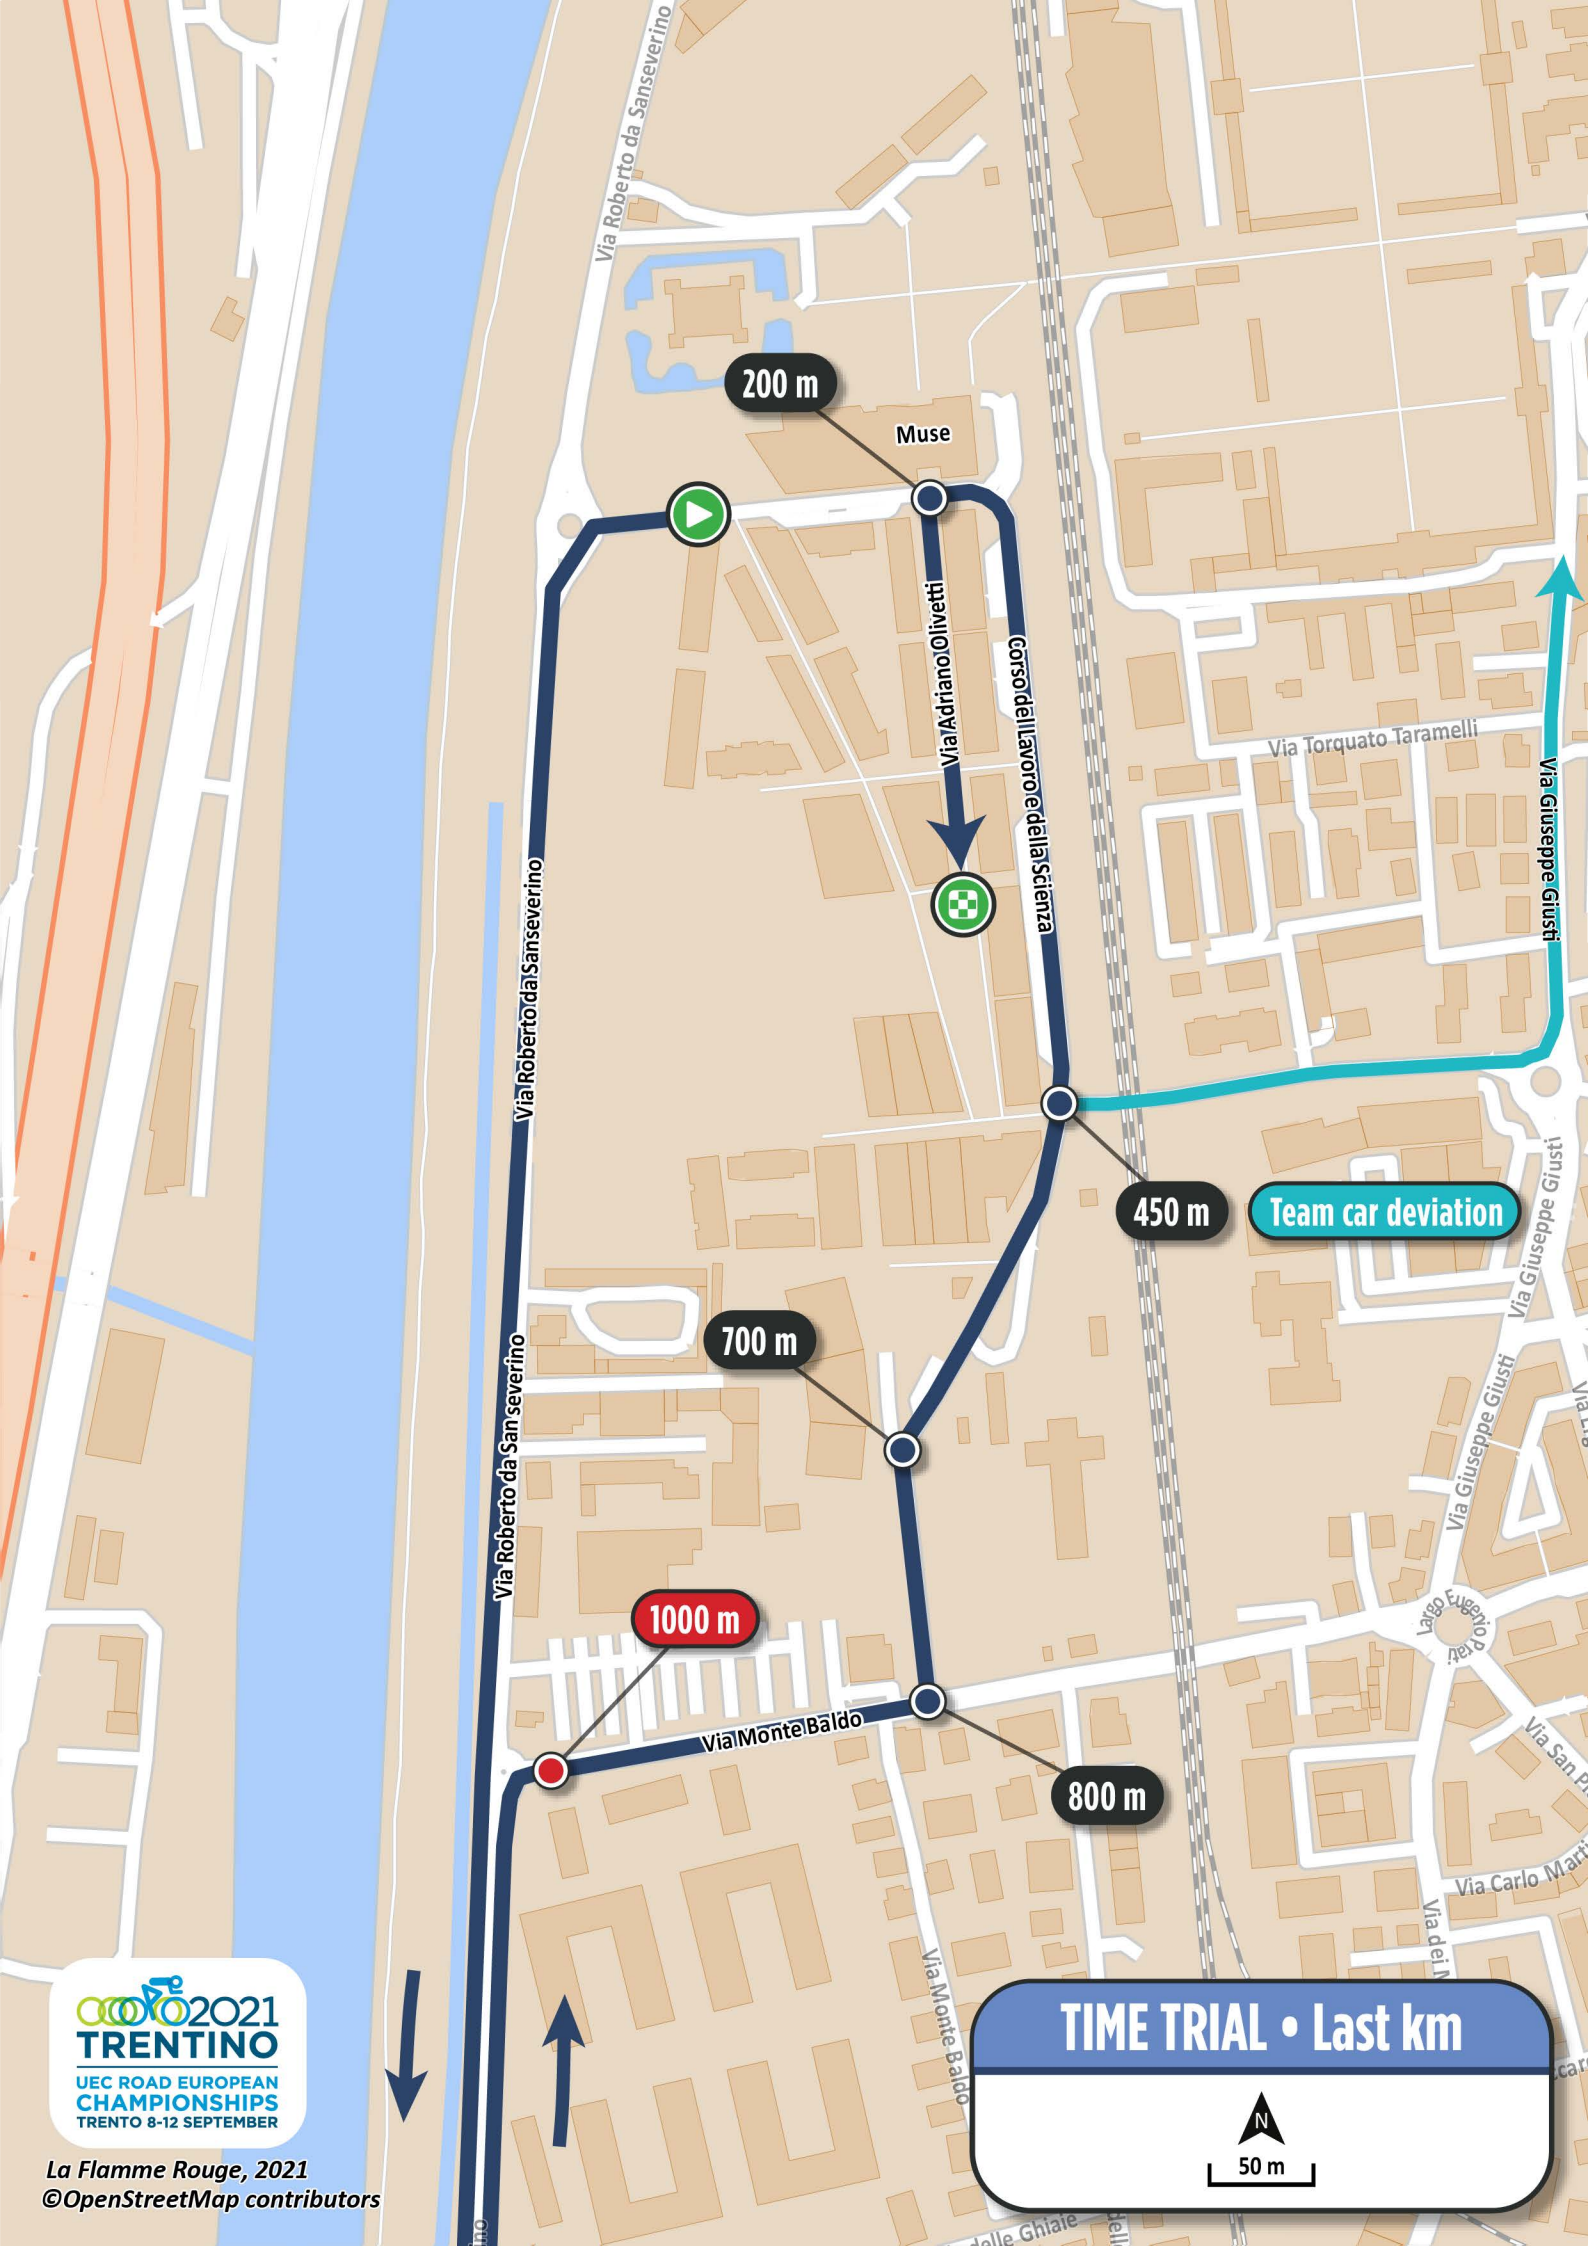 Via Roberto da Sanseverino
200 m
Muse
Via Adriano Olivetti
Corso del Lavoro e della Scienza
Via Torquato Taramelli
Via Giuseppe Giusti
Via Roberto da Sanseverino
450 m
Team car deviation
Via Giuseppe Giusti
700 m
Via Roberto da San severino
Via Giuseppe Giusti
1000 m
Largo Eugenio
Prati
Via Monte Baldo
800 m
Via San
Via Carlo
Via dei
Via Monte Baldo
2021
TRENTINO
UEC ROAD EUROPEAN
CHAMPIONSHIPS
TRENTO 8-12 SEPTEMBER
La Flamme Rouge, 2021
©OpenStreetMap contributors
TIME TRIAL • Last km
N
50 m
delle Ghiaie